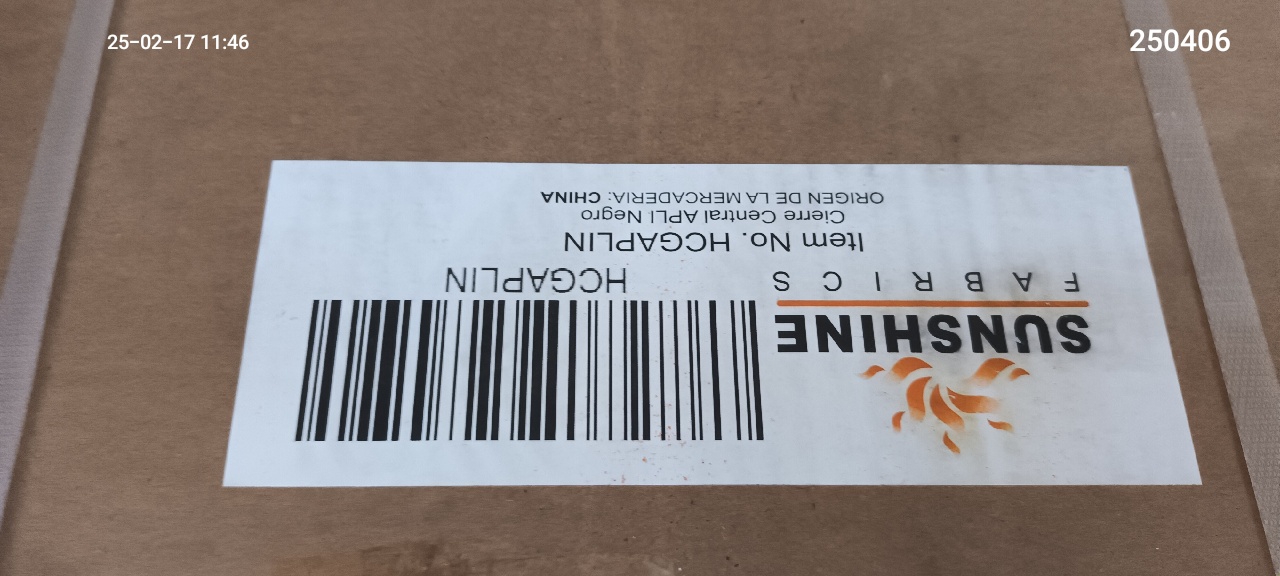 25-02-17 11:46
250406
SUNSHINE
FABRICS
HCGAPLIN
Item No. HCGAPLIN
Cierre Central APLI Negro
ORIGEN DE LA MERCADERIA: CHINA